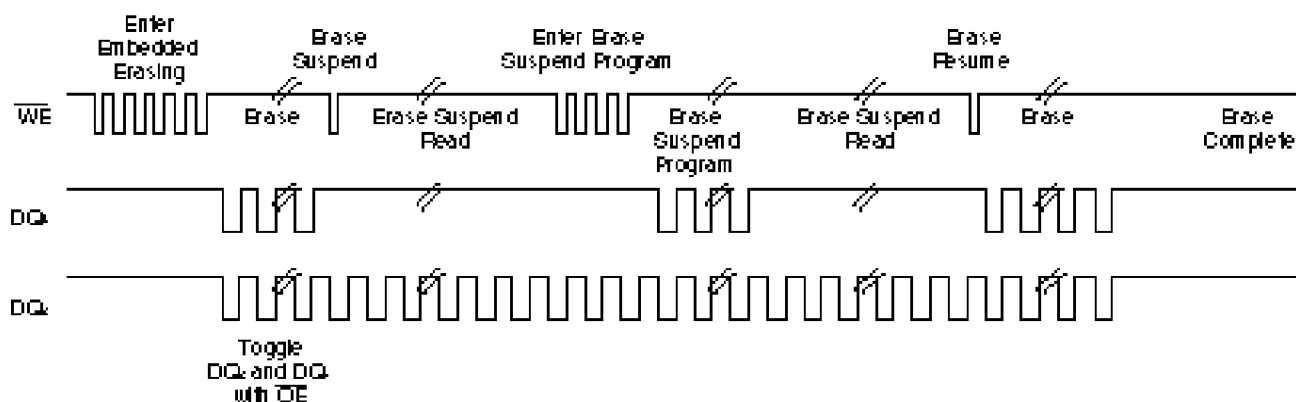 Enter
Embedded
Erasing
Erase
Suspend
Enter Erase
Suspend Program
Erase
Resume
WE
Erase
Erase Suspend
Read
Erase
Suspend
Program
Erase Suspend
Read
Erase
Erase
Complete
DQ
DQ
Toggle
DQ and DQ
with OE